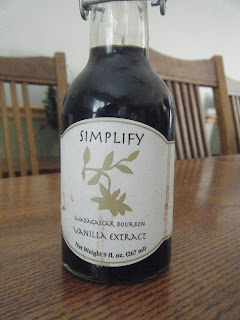 SIMPLIFY
MADAGASCAR BOURBON
VANILLA EXTRACT
Net Weight 9 fl. oz. (267 ml)